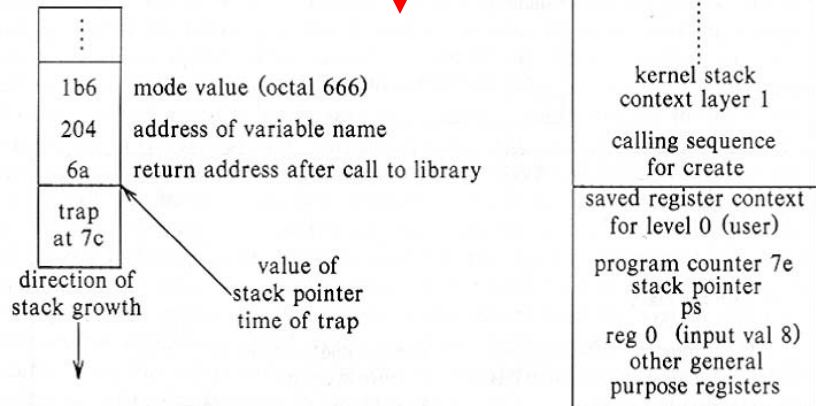 1b6 mode value (octal 666)
204 address of variable name
6a return address after call to library
trap
at 7c
direction of
stack growth
value of
stack pointer
time of trap
kernel stack
context layer 1
calling sequence
for create
saved register context
for level 0 (user)
program counter 7e
stack pointer
ps
reg 0 (input val 8)
other general
purpose registers